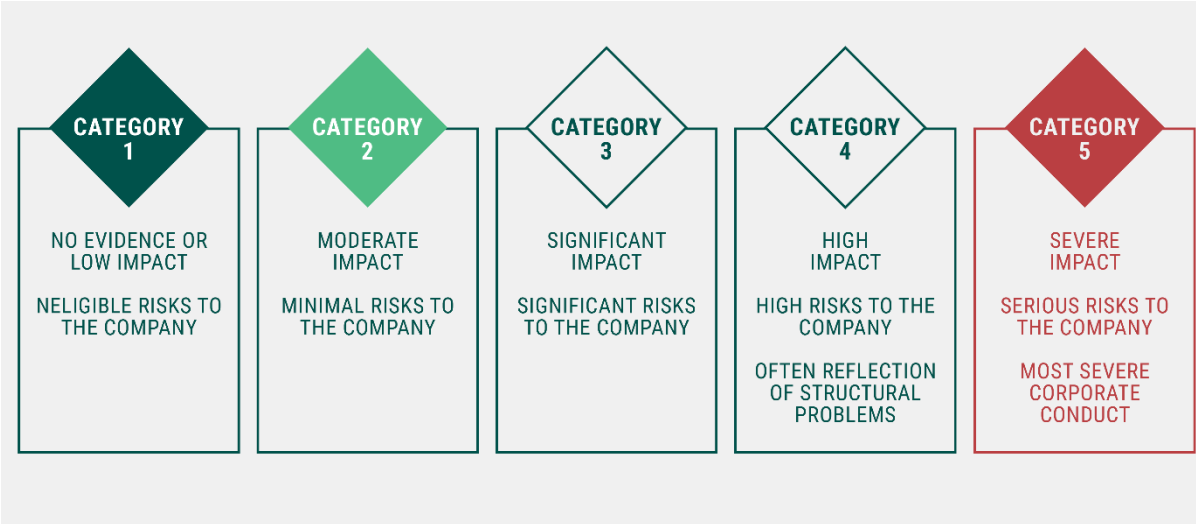 CATEGORY
1
NO EVIDENCE OR
LOW IMPACT
NELIGIBLE RISKS TO
THE COMPANY
CATEGORY
2
MODERATE
IMPACT
MINIMAL RISKS TO
THE COMPANY
CATEGORY
3
SIGNIFICANT
IMPACT
SIGNIFICANT RISKS
TO THE COMPANY
CATEGORY
4
HIGH
IMPACT
HIGH RISKS TO THE
COMPANY
OFTEN REFLECTION
OF STRUCTURAL
PROBLEMS
CATEGORY
5
SEVERE
IMPACT
SERIOUS RISKS TO
THE COMPANY
MOST SEVERE
CORPORATE
CONDUCT